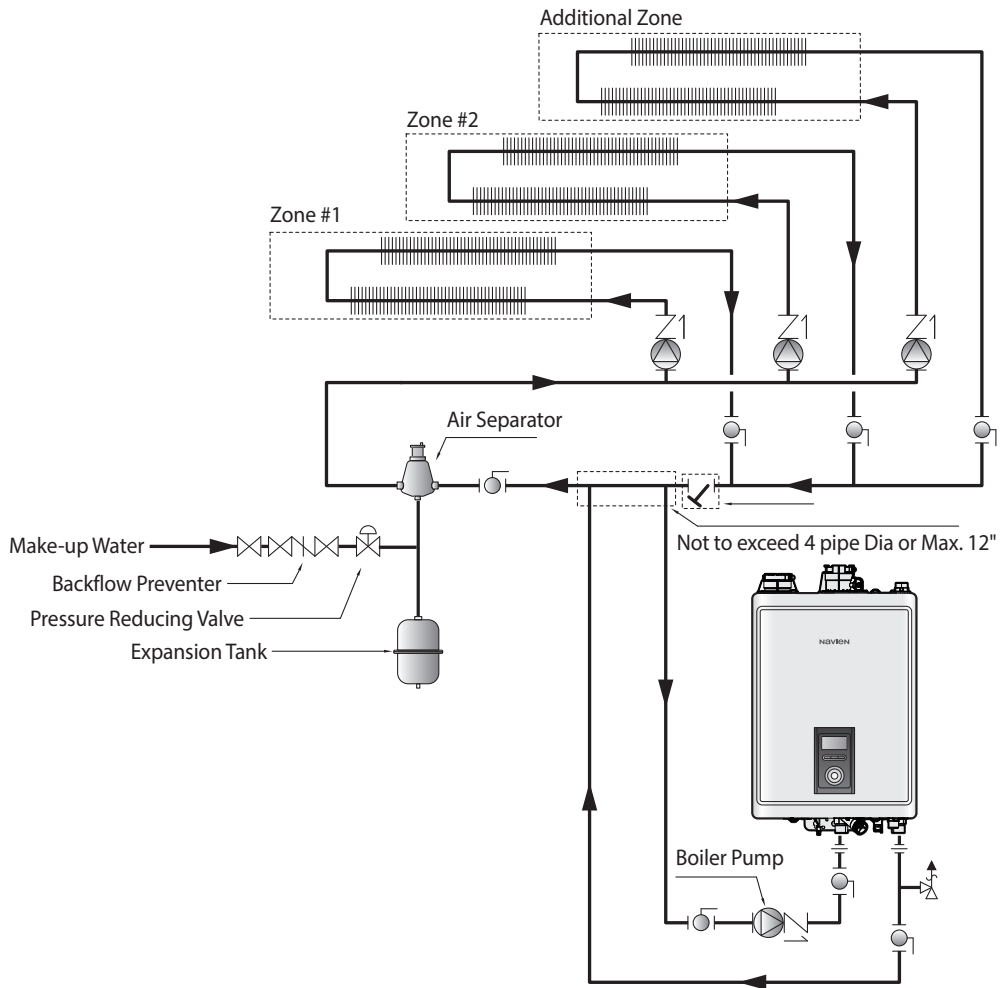 Additional Zone
Zone #2
Zone #1
Air Separator
Make-up Water
Not to exceed 4 pipe Dia or Max. 12"
Backflow Preventer
Pressure Reducing Valve
Expansion Tank
NAVIEN
Boiler Pump